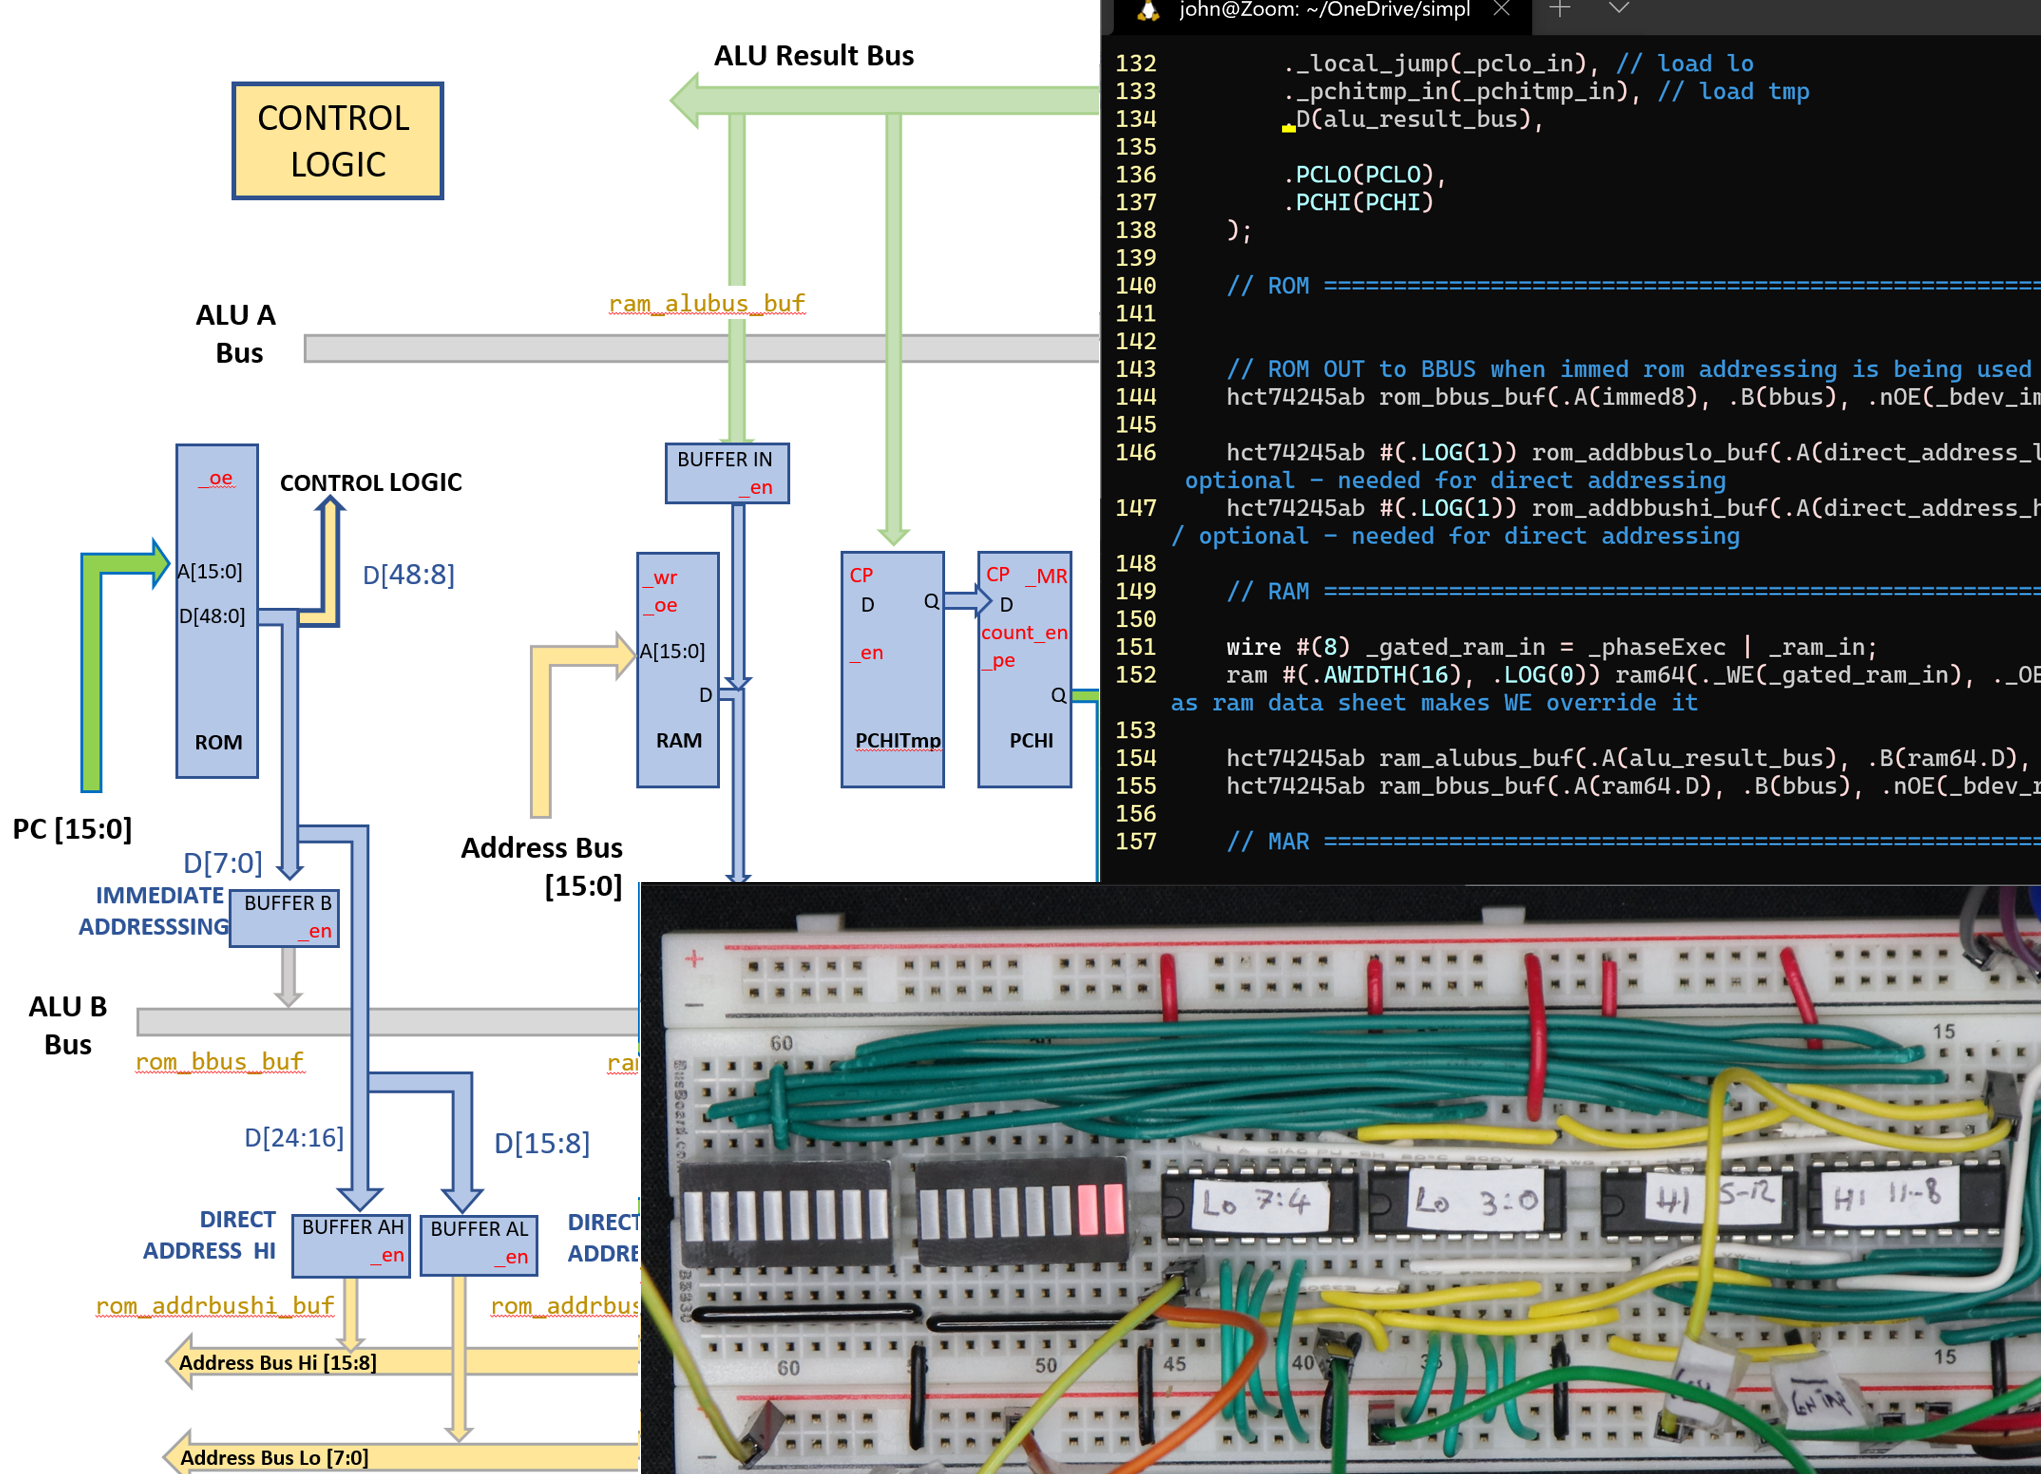 CONTROL
LOGIC
ALU Result Bus
ram_alubus_buf
ALU A
Bus
_oe
A[15:0]
D[48:0]
ROM
CONTROL LOGIC
D[48:8]
PC [15:0]
BUFFER IN
_en
_wr
_oe
A[15:0]
D
RAM
Address Bus
[15:0]
CP
D
Q
_en
PCHITmp
CP _MR
D
count_en
_pe
Q
PCHI
D[7:0]
IMMEDIATE
ADDRESSSING
BUFFER B
_en
ALU B
Bus
rom_bbus_buf
ra
D[24:16]
D[15:8]
DIRECT
ADDRESS HI
BUFFER AH
_en
BUFFER AL
_en
DIRECT
ADDRE
rom_addrbushi_buf
rom_addrbus
Address Bus Hi [15:8]
Address Bus Lo [7:0]
john@Zoom: ~/OneDrive/simpl
132 ._local_jump(_pclo_in), // load lo
133 ._pchitmp_in(_pchitmp_in), // load tmp
134 .D(alu_result_bus),
135
136 .PCLO(PCLO),
137 .PCHI(PCHI)
138 );
139
140 // ROM ====================================================
141
142
143 // ROM OUT to BBUS when immed rom addressing is being used
144 hct74245ab rom_bbus_buf(.A(immed8), .B(bbus), .nOE(_bdev_im
145
146 hct74245ab #(.LOG(1)) rom_addbbuslo_buf(.A(direct_address_l
optional – needed for direct addressing
147 hct74245ab #(.LOG(1)) rom_addbbushi_buf(.A(direct_address_h
/ optional – needed for direct addressing
148
149 // RAM ====================================================
150
151 wire #(8) _gated_ram_in = _phaseExec | _ram_in;
152 ram #(.AWIDTH(16), .LOG(0)) ram64(._WE(_gated_ram_in), ._OE
as ram data sheet makes WE override it
153
154 hct74245ab ram_alubus_buf(.A(alu_result_bus), .B(ram64.D),
155 hct74245ab ram_bbus_buf(.A(ram64.D), .B(bbus), .nOE(_bdev_r
156
157 // MAR ====================================================
+
−
60
15
BusBoard.com
Lo 7:4
Lo 3:0
HI 15-12
HI 11-8
BB830
60
50
45
40
35
15